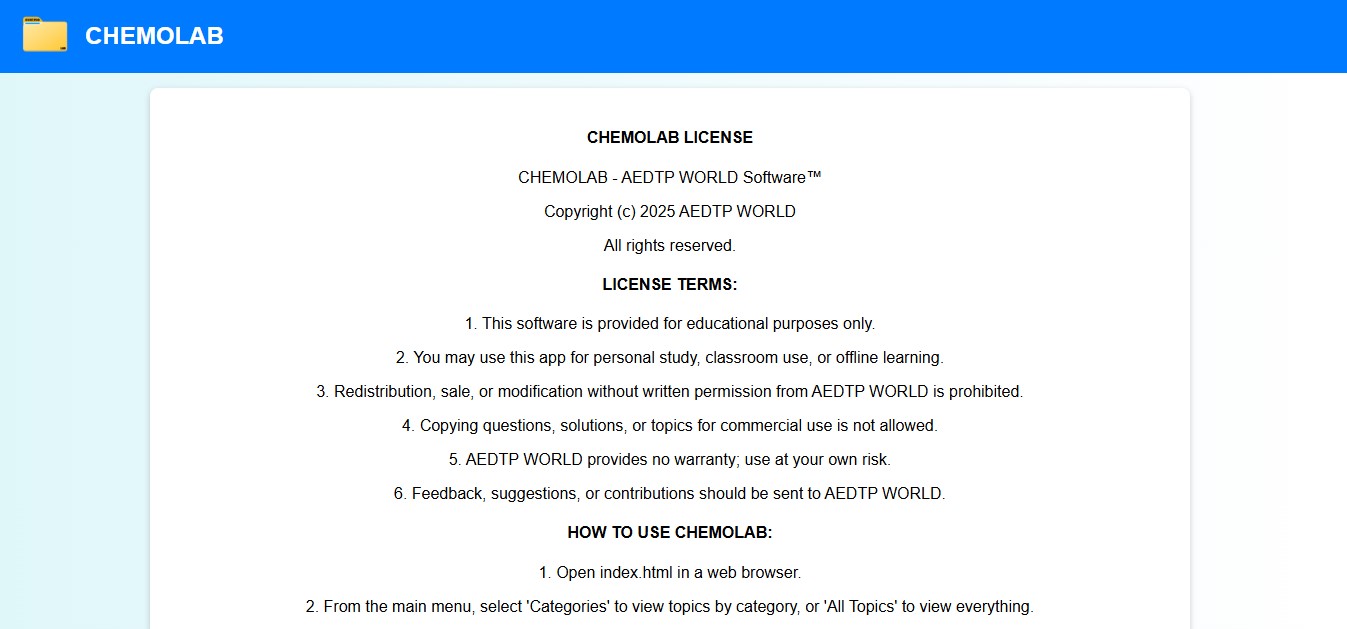 CHEMOLAB
CHEMOLAB LICENSE
CHEMOLAB - AEDTP WORLD Software™
Copyright (c) 2025 AEDTP WORLD
All rights reserved.
LICENSE TERMS:
1. This software is provided for educational purposes only.
2. You may use this app for personal study, classroom use, or offline learning.
3. Redistribution, sale, or modification without written permission from AEDTP WORLD is prohibited.
4. Copying questions, solutions, or topics for commercial use is not allowed.
5. AEDTP WORLD provides no warranty; use at your own risk.
6. Feedback, suggestions, or contributions should be sent to AEDTP WORLD.
HOW TO USE CHEMOLAB:
1. Open index.html in a web browser.
2. From the main menu, select 'Categories' to view topics by category, or 'All Topics' to view everything.